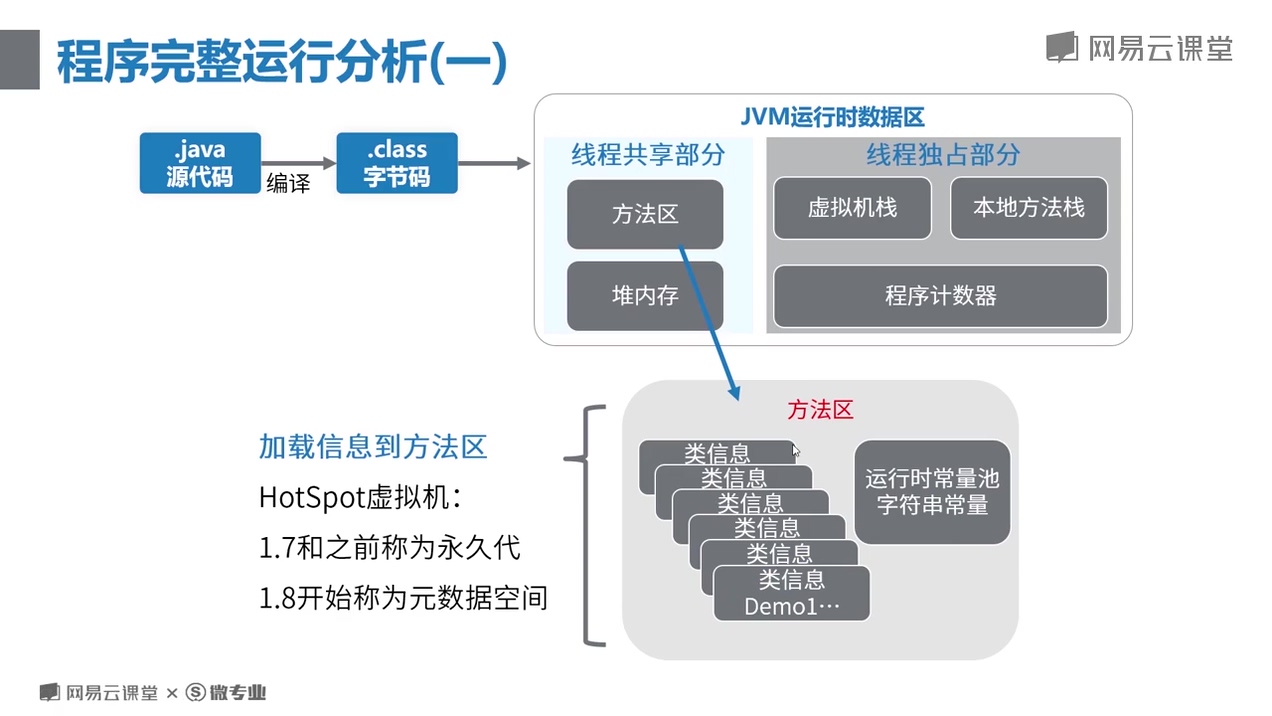 程序完整运行分析(一)
网易云课堂
.java
源代码
编译
.class
字节码
JVM运行时数据区
线程共享部分
方法区
堆内存
线程独占部分
虚拟机栈
本地方法栈
程序计数器
加载信息到方法区
HotSpot虚拟机：
1.7和之前称为永久代
1.8开始称为元数据空间
方法区
类信息
类信息
类信息
类信息
类信息
类信息
Demo1…
运行时常量池
字符串常量
网易云课堂 × S 微专业